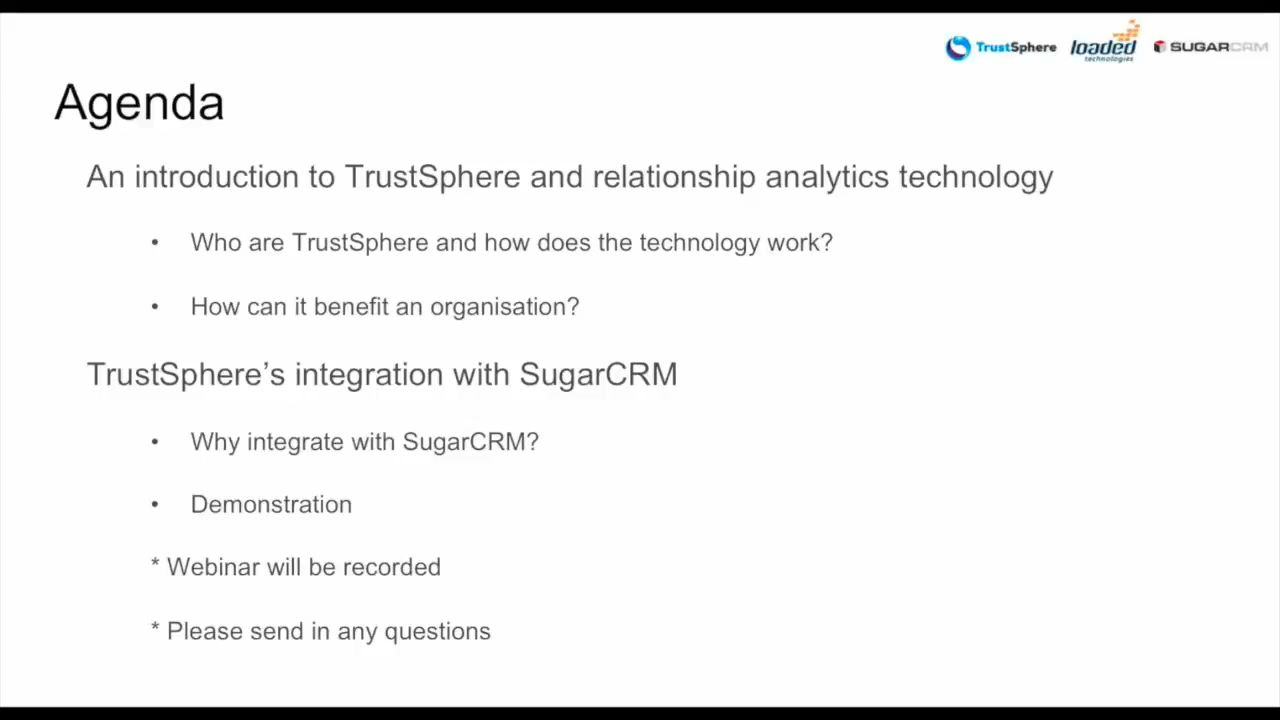 TrustSphere loaded technologies SUGARCRM
Agenda
An introduction to TrustSphere and relationship analytics technology
• Who are TrustSphere and how does the technology work?
• How can it benefit an organisation?
TrustSphere’s integration with SugarCRM
• Why integrate with SugarCRM?
• Demonstration
* Webinar will be recorded
* Please send in any questions